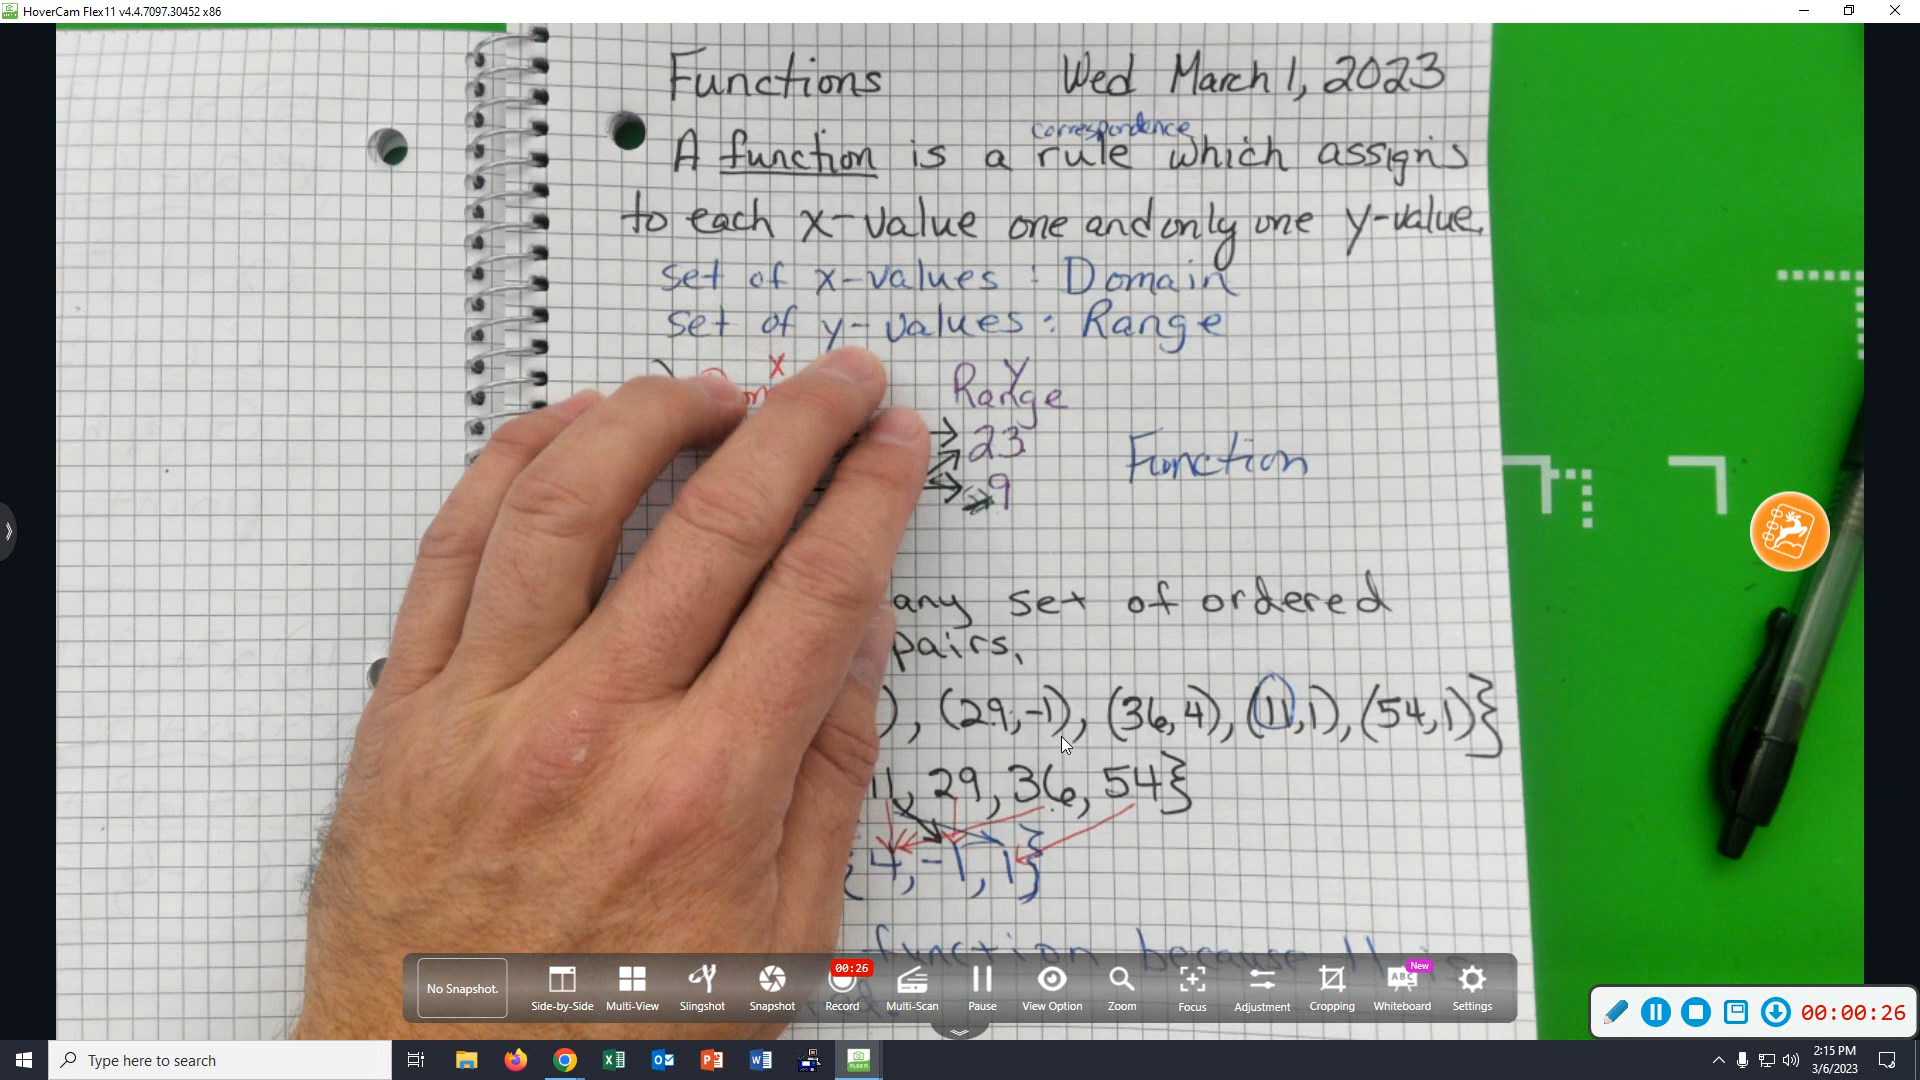 HoverCam Flex11 v4.4.7097.30452 x86
Functions Wed March 1, 2023
correspondence
A function is a rule which assigns
to each x-value one and only one y-value.
set of x-values : Domain
set of y-values : Range
x y
Range
23
9
Function
any set of ordered
pairs.
), (29,-1), (36,4), (11,1), (54,1)}
11, 29, 36, 54}
{4, -1, 1}
function because 11 is
No Snapshot.
Side-by-Side
Multi-View
Slingshot
Snapshot
00:26
Record
Multi-Scan
Pause
View Option
Zoom
Focus
Adjustment
Cropping
New
ABC
Whiteboard
Settings
00:00:26
Type here to search
2:15 PM
3/6/2023